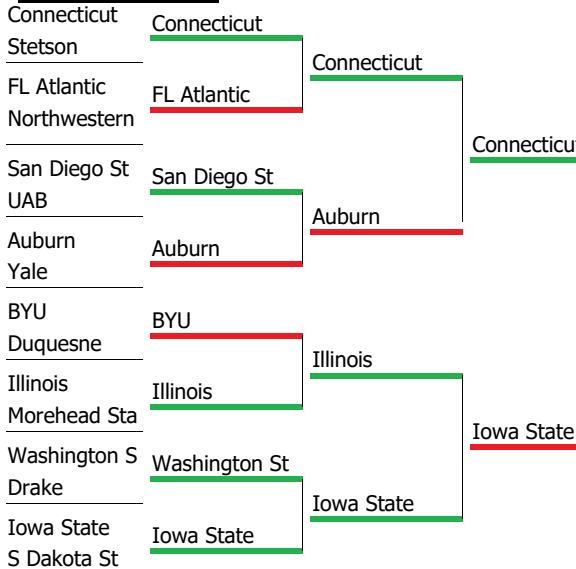 Connecticut
Stetson
FL Atlantic
Northwestern
San Diego St
UAB
Auburn
Yale
BYU
Duquesne
Illinois
Morehead Sta
Washington S
Drake
Iowa State
S Dakota St
Connecticut
FL Atlantic
San Diego St
Auburn
BYU
Illinois
Washington St
Iowa State
Connecticut
Auburn
Illinois
Iowa State
Connecticut
Iowa State